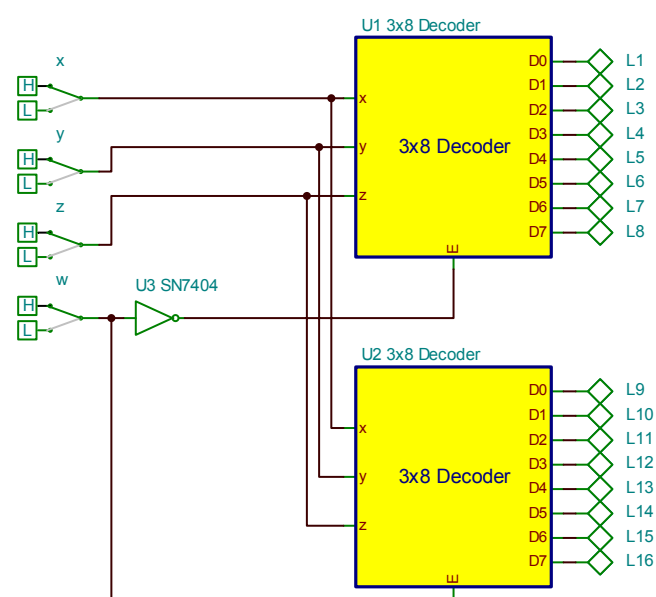 U1 3x8 Decoder
x
H
L
y
H
L
z
H
L
w
H
L
U3 SN7404
x
y
z
3x8 Decoder
E
D0 L1
D1 L2
D2 L3
D3 L4
D4 L5
D5 L6
D6 L7
D7 L8
U2 3x8 Decoder
x
y
z
3x8 Decoder
E
D0 L9
D1 L10
D2 L11
D3 L12
D4 L13
D5 L14
D6 L15
D7 L16